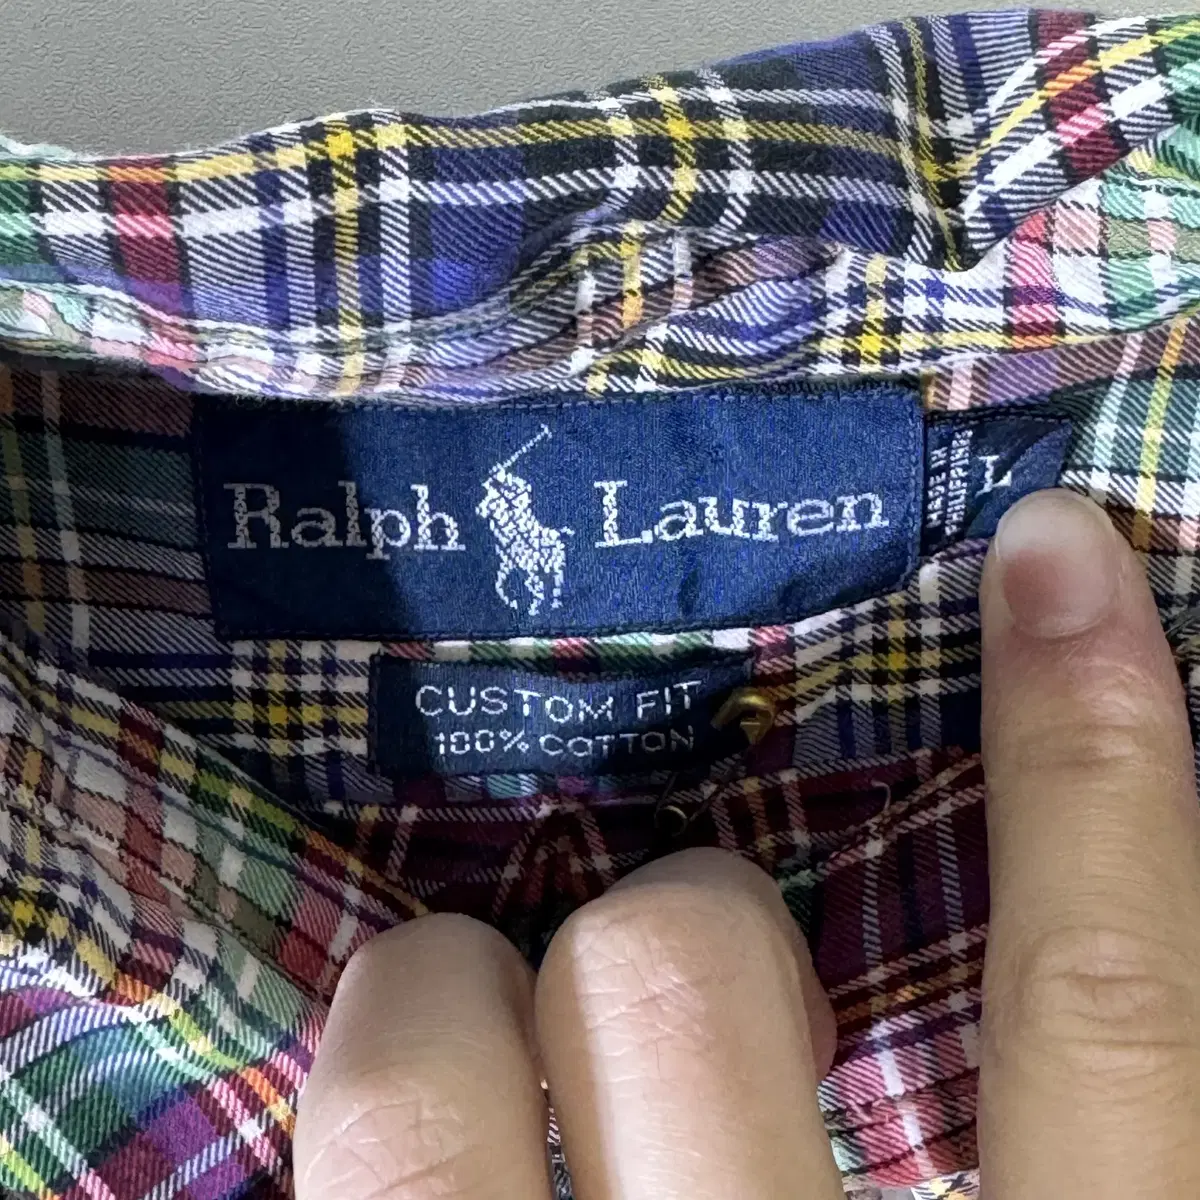 Ralph Lauren
L
CUSTOM FIT
100% COTTON